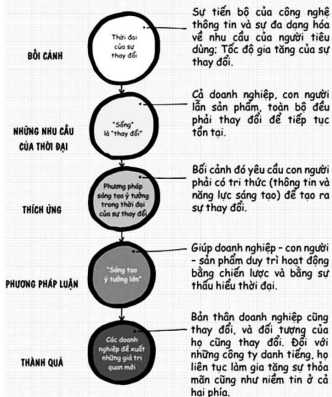 BỐI CẢNH
Thời đại
của sự
thay đổi
Sự tiến bộ của công nghệ
thông tin và sự đa dạng hóa
về nhu cầu của người tiêu
dùng; Tốc độ gia tăng của sự
thay đổi.
NHỮNG NHU CẦU
CỦA THỜI ĐẠI
"Sống"
là "thay đổi"
Cả doanh nghiệp, con người
lẫn sản phẩm, toàn bộ đều
phải thay đổi để tiếp tục
tồn tại.
THÍCH ỨNG
Phương pháp
sáng tạo ý tưởng
trong thời đại
của sự thay đổi
Bối cảnh đó yêu cầu con người
phải có tri thức (thông tin và
năng lực sáng tạo) để tạo ra
sự thay đổi.
PHƯƠNG PHÁP LUẬN
"Sáng tạo
ý tưởng lớn"
Giúp doanh nghiệp - con người
- sản phẩm duy trì hoạt động
bằng chiến lược và bằng sự
thấu hiểu thời đại.
THÀNH QUẢ
Các doanh
nghiệp đề xuất
những giá trị
quan mới
Bản thân doanh nghiệp cũng
thay đổi, và đối tượng của
họ cũng thay đổi. Đối với
những công ty danh tiếng, họ
liên tục làm gia tăng sự thỏa
mãn cũng như niềm tin ở cả
hai phía.